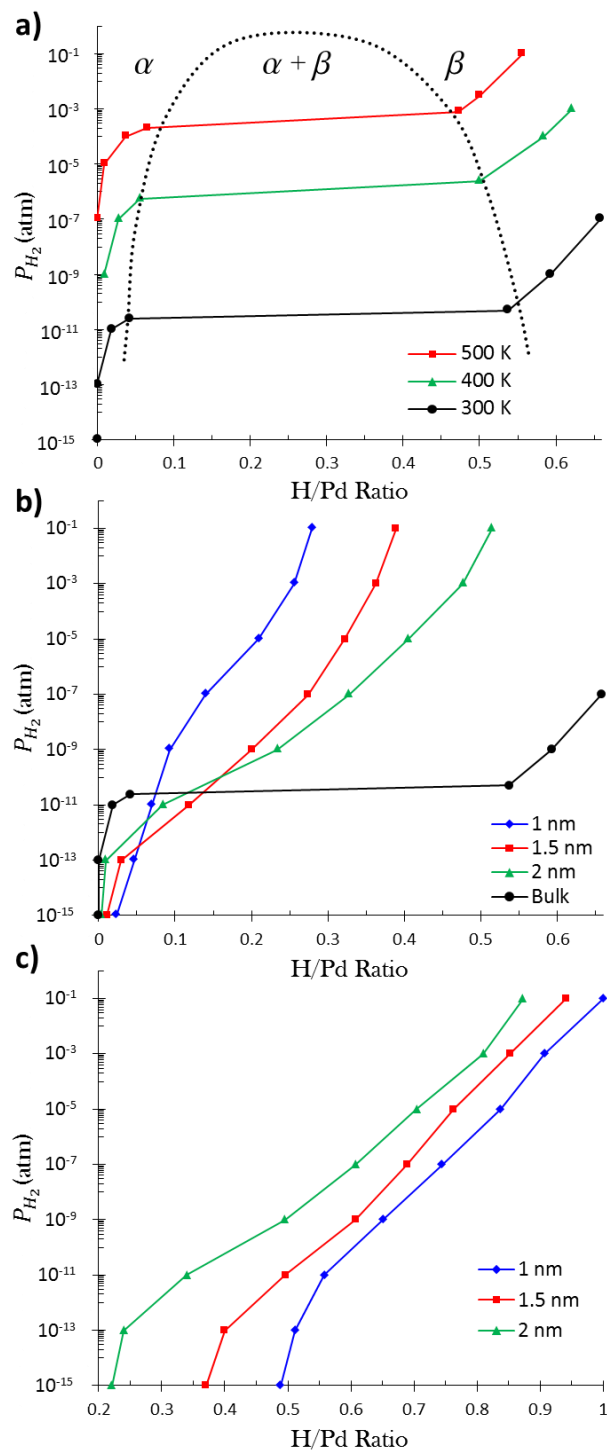 a)
α
α + β
β
10⁻¹
10⁻³
10⁻⁵
10⁻⁷
10⁻⁹
10⁻¹¹
10⁻¹³
10⁻¹⁵
P_{H₂} (atm)
500 K
400 K
300 K
0
0.1
0.2
0.3
0.4
0.5
0.6
H/Pd Ratio
b)
10⁻¹
10⁻³
10⁻⁵
10⁻⁷
10⁻⁹
10⁻¹¹
10⁻¹³
10⁻¹⁵
P_{H₂} (atm)
1 nm
1.5 nm
2 nm
Bulk
0
0.1
0.2
0.3
0.4
0.5
0.6
H/Pd Ratio
c)
10⁻¹
10⁻³
10⁻⁵
10⁻⁷
10⁻⁹
10⁻¹¹
10⁻¹³
10⁻¹⁵
P_{H₂} (atm)
1 nm
1.5 nm
2 nm
0.2
0.3
0.4
0.5
0.6
0.7
0.8
0.9
1
H/Pd Ratio